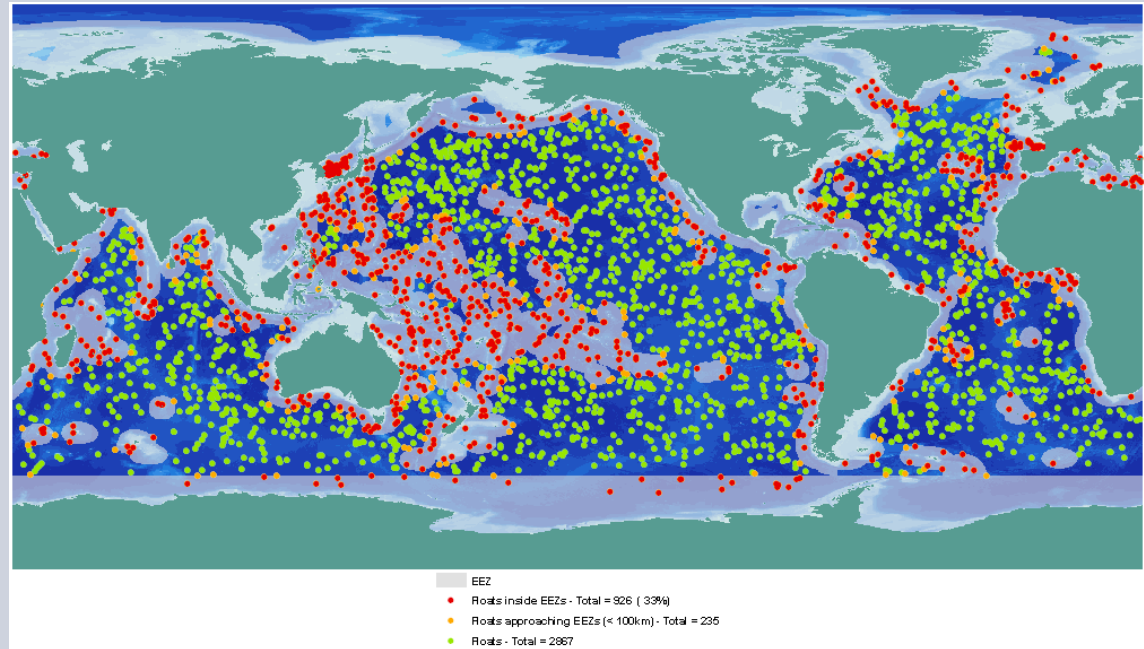 EEZ
Floats inside EEZs - Total = 926 ( 33%)
Floats approaching EEZs (< 100km) - Total = 235
Floats - Total = 2867